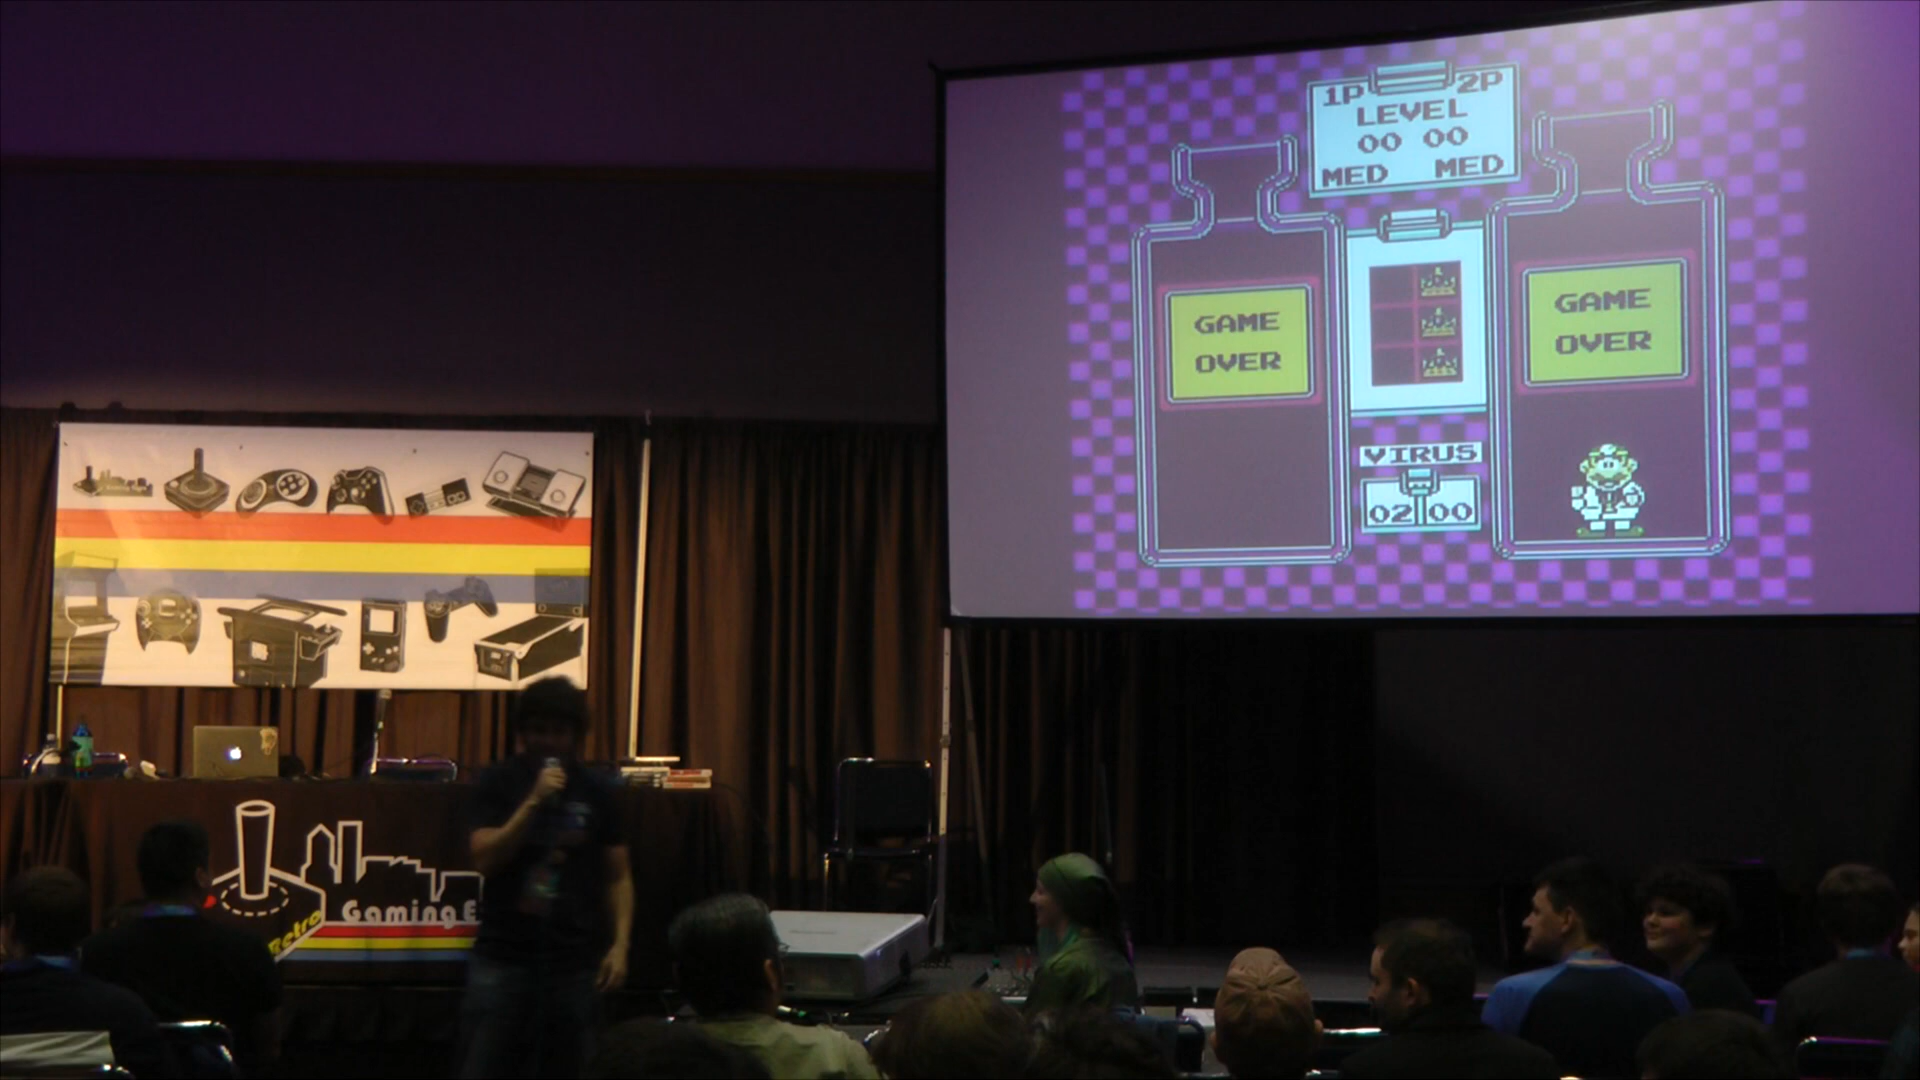 1P 2P
LEVEL
00 00
MED MED
GAME
OVER
GAME
OVER
VIRUS
02 00
Retro
Gaming E